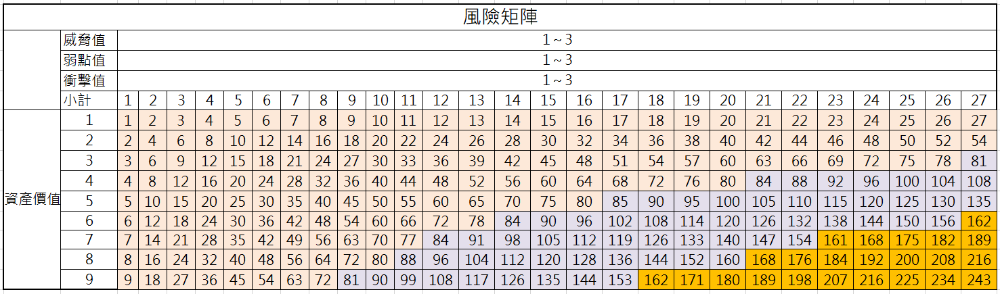 風險矩陣
威脅值 1~3
弱點值 1~3
衝擊值 1~3
小計 1 2 3 4 5 6 7 8 9 10 11 12 13 14 15 16 17 18 19 20 21 22 23 24 25 26 27
1 1 2 3 4 5 6 7 8 9 10 11 12 13 14 15 16 17 18 19 20 21 22 23 24 25 26 27
2 2 4 6 8 10 12 14 16 18 20 22 24 26 28 30 32 34 36 38 40 42 44 46 48 50 52 54
3 3 6 9 12 15 18 21 24 27 30 33 36 39 42 45 48 51 54 57 60 63 66 69 72 75 78 81
4 4 8 12 16 20 24 28 32 36 40 44 48 52 56 60 64 68 72 76 80 84 88 92 96 100 104 108
資產價值 5 5 10 15 20 25 30 35 40 45 50 55 60 65 70 75 80 85 90 95 100 105 110 115 120 125 130 135
6 6 12 18 24 30 36 42 48 54 60 66 72 78 84 90 96 102 108 114 120 126 132 138 144 150 156 162
7 7 14 21 28 35 42 49 56 63 70 77 84 91 98 105 112 119 126 133 140 147 154 161 168 175 182 189
8 8 16 24 32 40 48 56 64 72 80 88 96 104 112 120 128 136 144 152 160 168 176 184 192 200 208 216
9 9 18 27 36 45 54 63 72 81 90 99 108 117 126 135 144 153 162 171 180 189 198 207 216 225 234 243